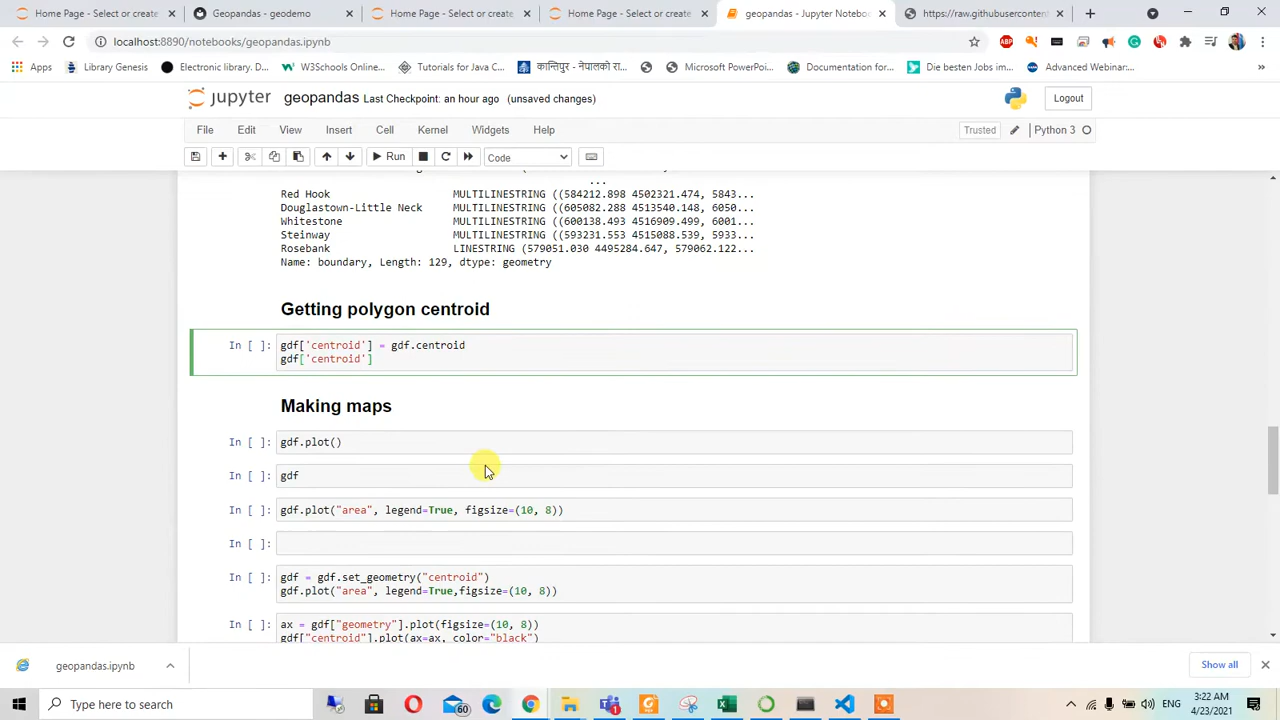 Home Page - Select or create
Geopandas - geodemo
Home Page - Select or create
Home Page - Select or create
geopandas - Jupyter Noteboo
https://raw.githubusercontent
localhost:8890/notebooks/geopandas.ipynb
ABP
Apps
Library Genesis
Electronic library. D...
W3Schools Onlin...
Tutorials for Java C...
कान्तिपुर - नेपालको रा...
Microsoft PowerPoi...
Documentation for...
Die besten Jobs im...
Advanced Webinar:...
jupyter
geopandas Last Checkpoint: an hour ago (unsaved changes)
Logout
File Edit View Insert Cell Kernel Widgets Help
Trusted
Python 3
Run
Code
...
Red Hook MULTILINESTRING ((584212.898 4502321.474, 5843...
Douglastown-Little Neck MULTILINESTRING ((605082.288 4513540.148, 6050...
Whitestone MULTILINESTRING ((600138.493 4516909.499, 6001...
Steinway MULTILINESTRING ((593231.553 4515088.539, 5933...
Rosebank LINESTRING (579051.030 4495284.647, 579062.122...
Name: boundary, Length: 129, dtype: geometry
Getting polygon centroid
In [ ]: gdf['centroid'] = gdf.centroid
gdf['centroid']
Making maps
In [ ]: gdf.plot()
In [ ]: gdf
In [ ]: gdf.plot("area", legend=True, figsize=(10, 8))
In [ ]:
In [ ]: gdf = gdf.set_geometry("centroid")
gdf.plot("area", legend=True,figsize=(10, 8))
In [ ]: ax = gdf["geometry"].plot(figsize=(10, 8))
gdf["centroid"].plot(ax=ax, color="black")
geopandas.ipynb
Show all
Type here to search
60
ENG
3:22 AM
4/23/2021